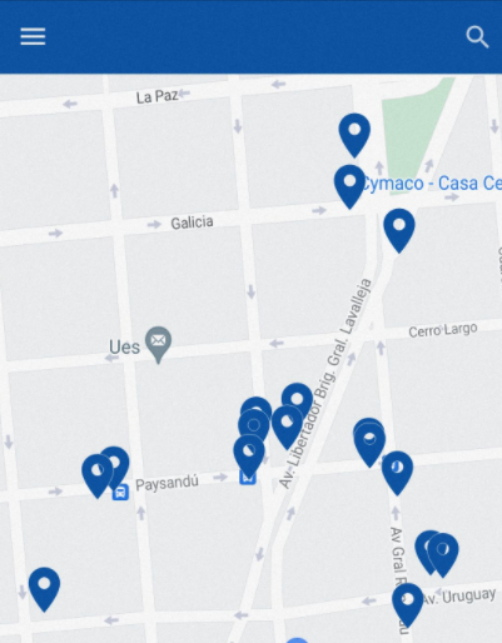 La Paz
Cymaco - Casa Ce
Galicia
Av. Libertador Brig. Gral. Lavalleja
Cerro Largo
Ues
Paysandú
Av Gral R
au
Av. Uruguay